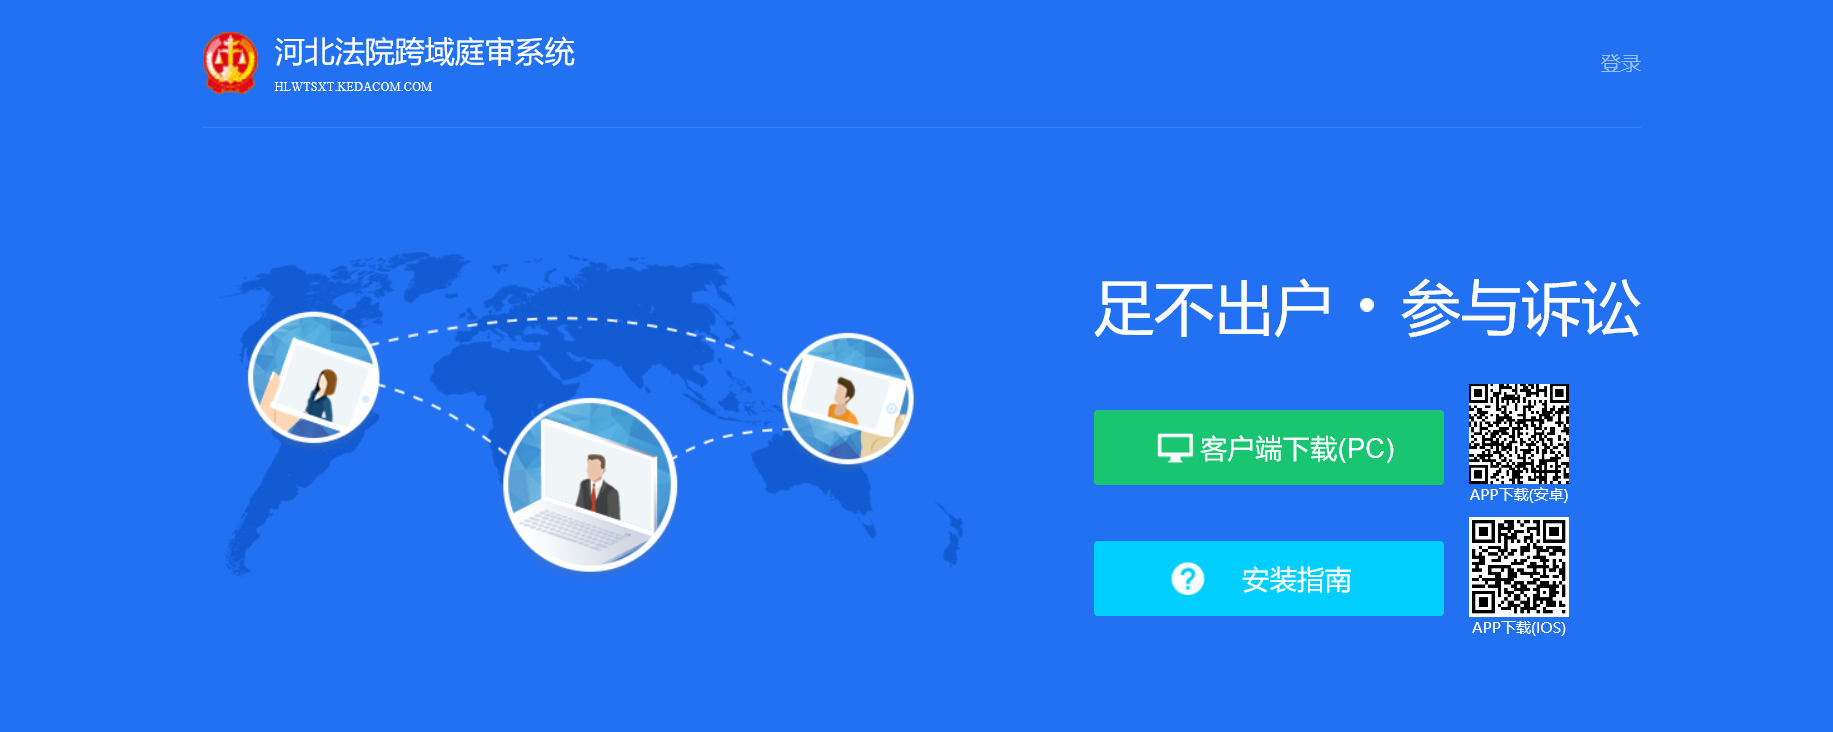 河北法院跨域庭审系统
HLWTSXT.KEDACOM.COM
登录
足不出户·参与诉讼
客户端下载(PC)
APP下载(安卓)
安装指南
APP下载(IOS)